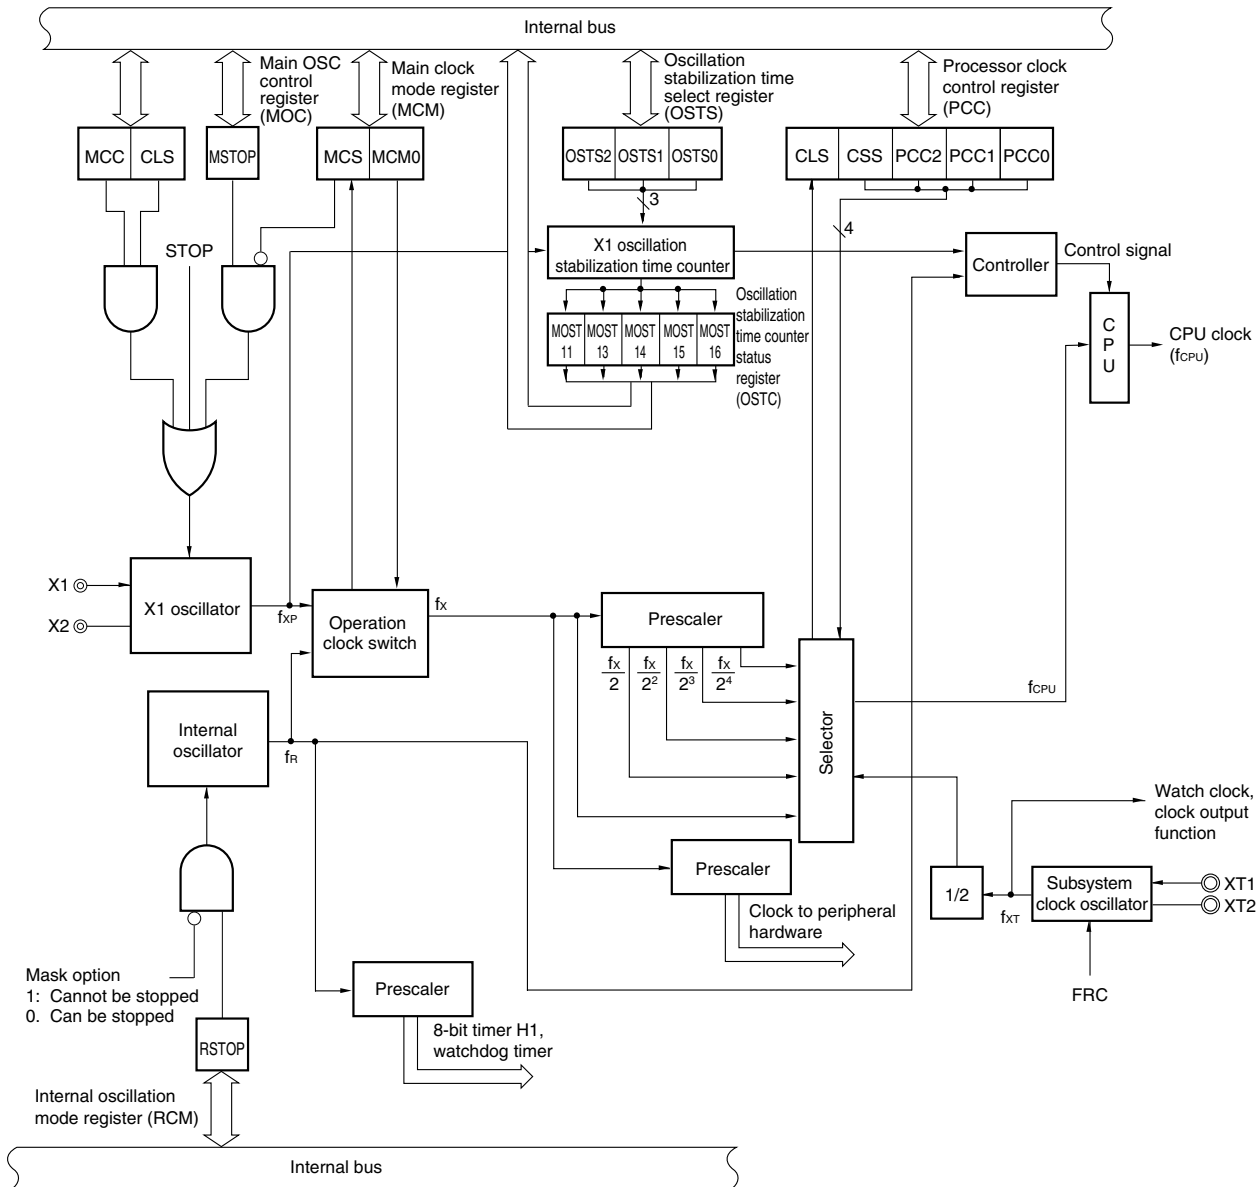 Internal bus
Main OSC
control
register
(MOC)
Main clock
mode register
(MCM)
Oscillation
stabilization time
select register
(OSTS)
Processor clock
control register
(PCC)
MCC CLS
MSTOP
MCS MCM0
OSTS2 OSTS1 OSTS0
CLS CSS PCC2 PCC1 PCC0
3
4
STOP
X1 oscillation
stabilization time counter
Controller
Control signal
MOST
11
MOST
13
MOST
14
MOST
15
MOST
16
Oscillation
stabilization
time counter
status
register
(OSTC)
CPU
CPU clock
(fCPU)
X1
X2
X1 oscillator
fXP
Operation
clock switch
fX
Prescaler
fX/2
fX/2²
fX/2³
fX/2⁴
Selector
fCPU
Internal
oscillator
fR
Watch clock,
clock output
function
Prescaler
Clock to peripheral
hardware
1/2
fXT
Subsystem
clock oscillator
XT1
XT2
FRC
Mask option
1: Cannot be stopped
0. Can be stopped
Prescaler
8-bit timer H1,
watchdog timer
RSTOP
Internal oscillation
mode register (RCM)
Internal bus